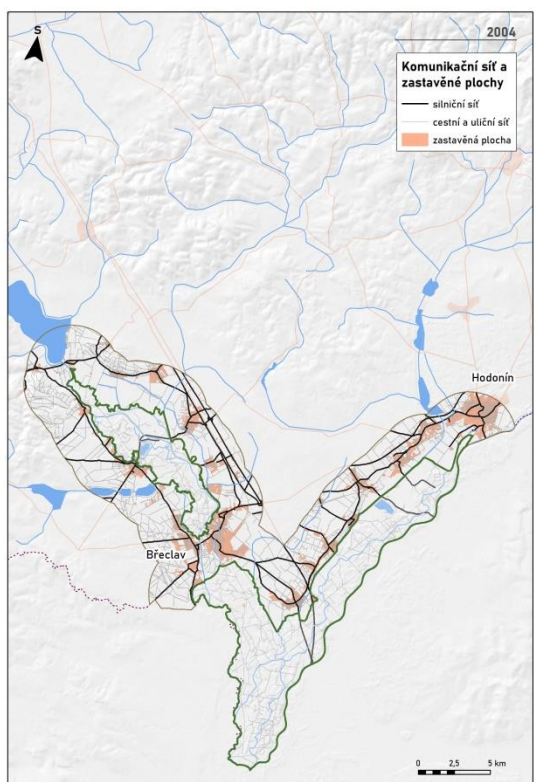 S
2004
Komunikační síť a
zastavěné plochy
silniční síť
cestní a uliční síť
zastavěná plocha
Hodonín
Břeclav
0 2,5 5 km